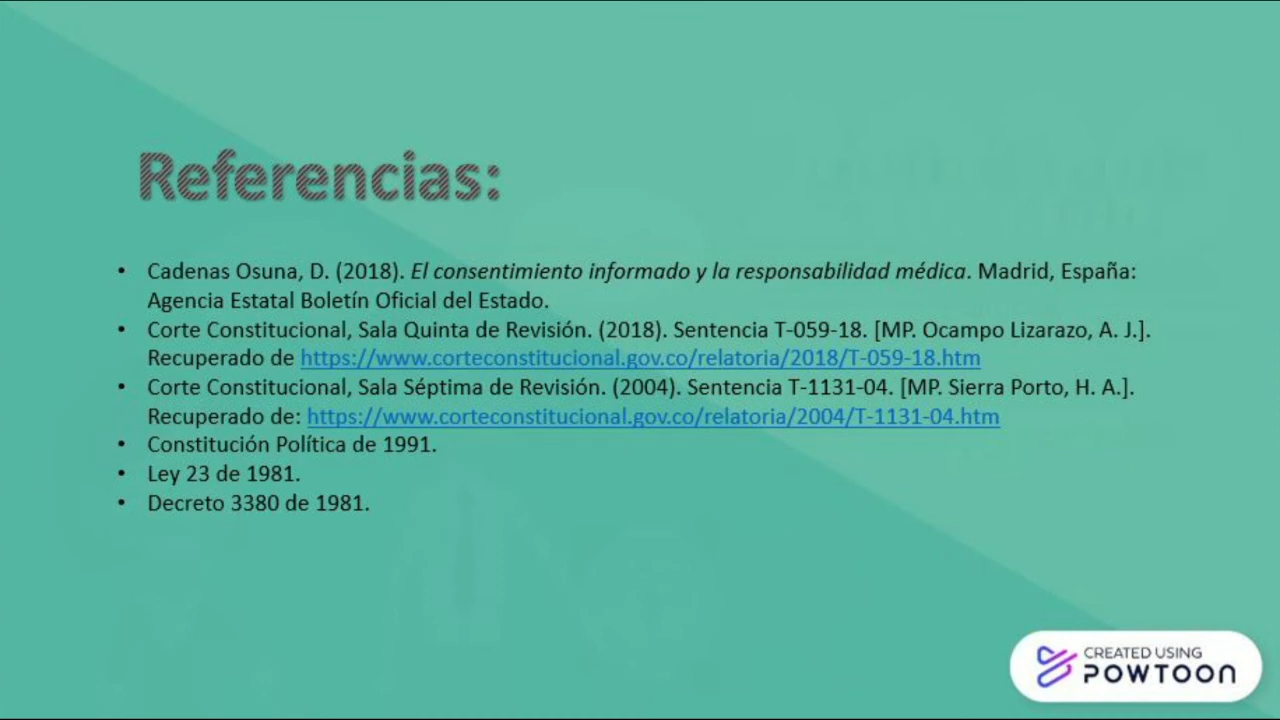 Referencias:
• Cadenas Osuna, D. (2018). El consentimiento informado y la responsabilidad médica. Madrid, España:
Agencia Estatal Boletín Oficial del Estado.
• Corte Constitucional, Sala Quinta de Revisión. (2018). Sentencia T-059-18. [MP. Ocampo Lizarazo, A. J.].
Recuperado de https://www.corteconstitucional.gov.co/relatoria/2018/T-059-18.htm
• Corte Constitucional, Sala Séptima de Revisión. (2004). Sentencia T-1131-04. [MP. Sierra Porto, H. A.].
Recuperado de: https://www.corteconstitucional.gov.co/relatoria/2004/T-1131-04.htm
• Constitución Política de 1991.
• Ley 23 de 1981.
• Decreto 3380 de 1981.
CREATED USING
POWTOON